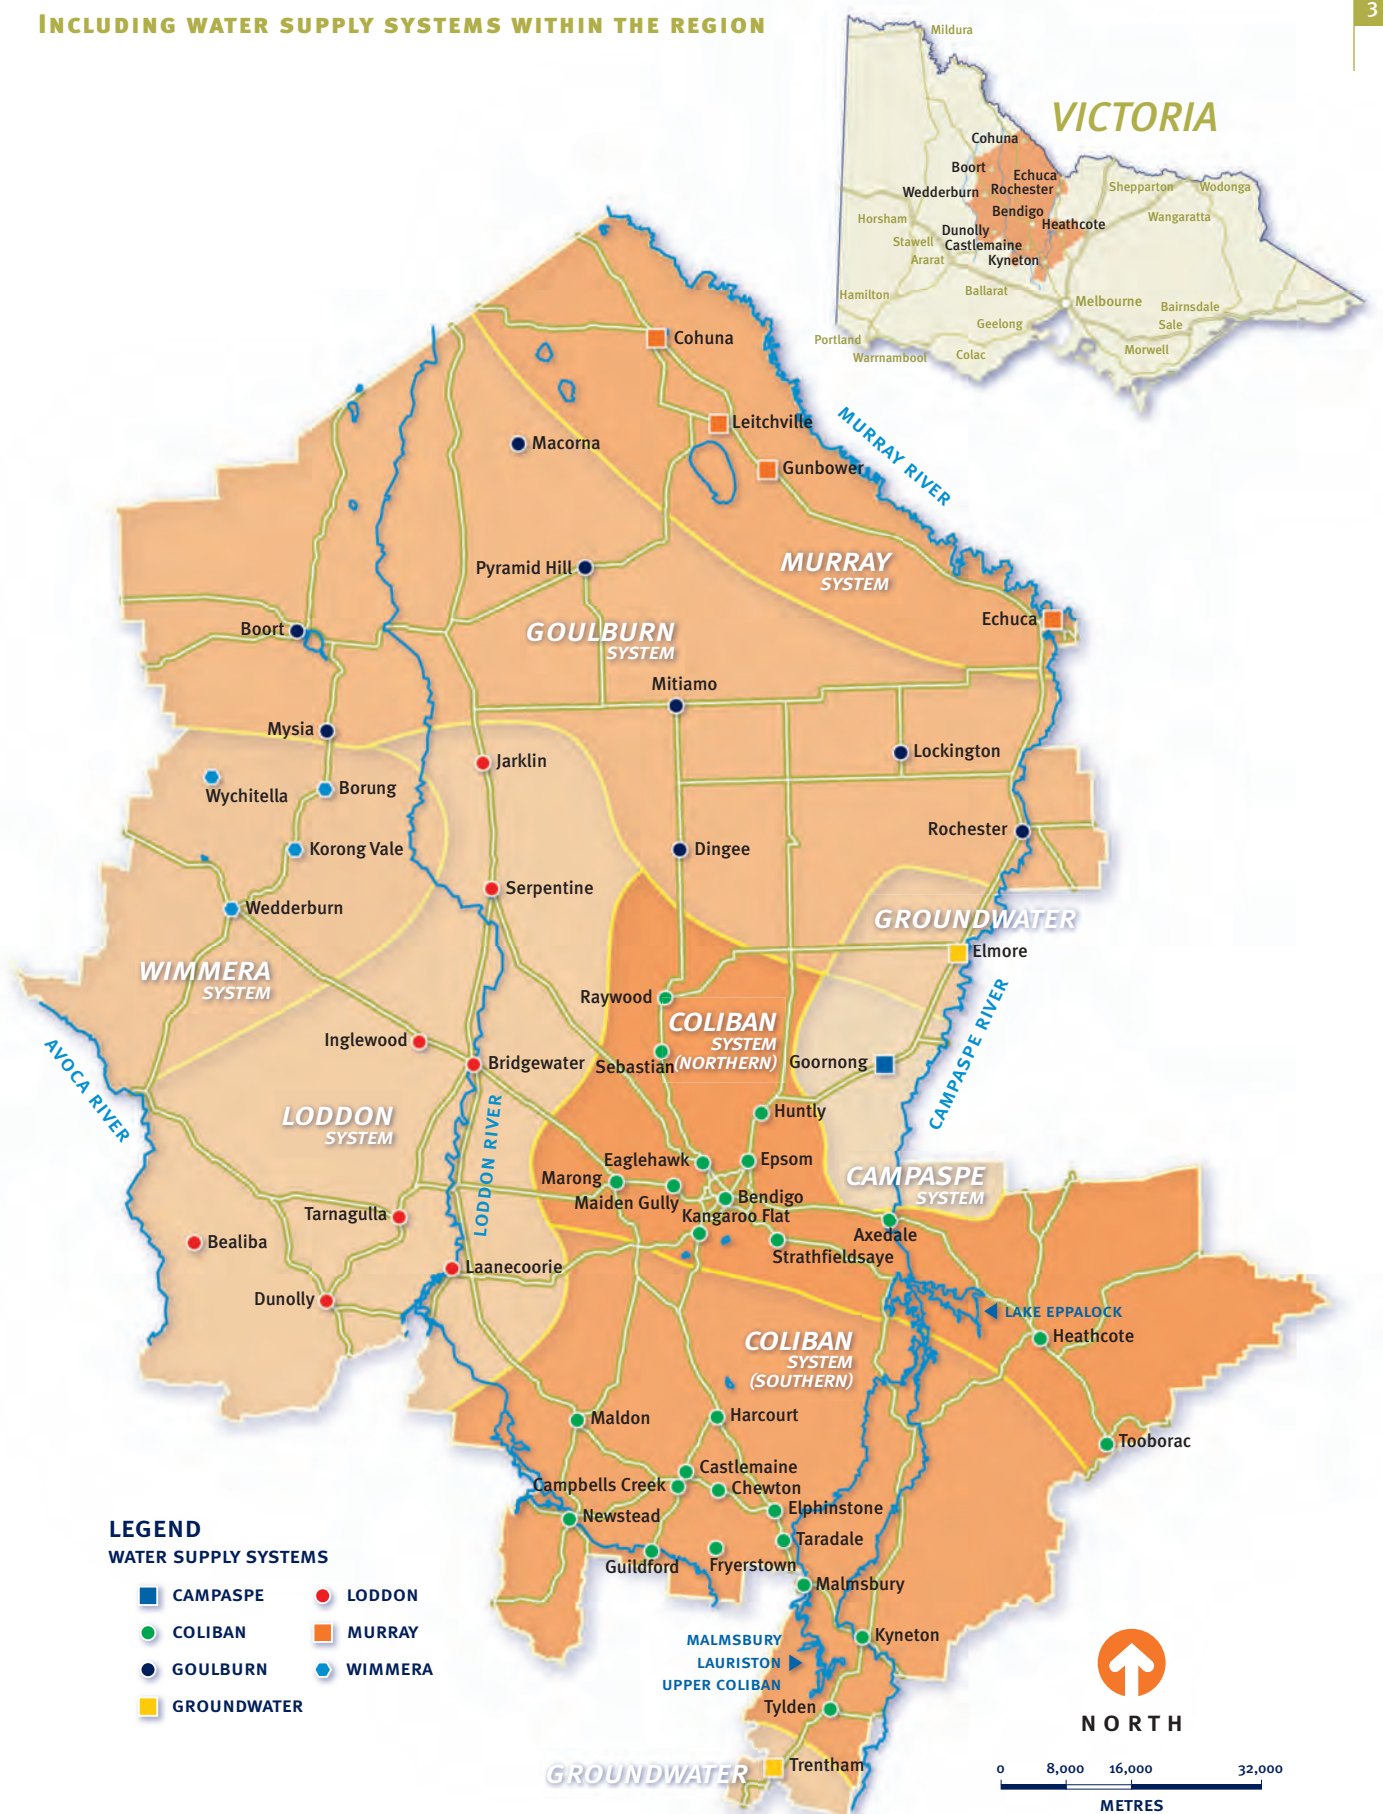 INCLUDING WATER SUPPLY SYSTEMS WITHIN THE REGION
3
Mildura
VICTORIA
Cohuna
Boort
Echuca
Wedderburn
Rochester
Shepparton
Wodonga
Bendigo
Wangaratta
Horsham
Heathcote
Dunolly
Stawell
Castlemaine
Ararat
Kyneton
Hamilton
Ballarat
Melbourne
Bairnsdale
Geelong
Sale
Portland
Warrnambool
Colac
Morwell
Cohuna
Leitchville
MURRAY RIVER
Macorna
Gunbower
Pyramid Hill
MURRAY
SYSTEM
Echuca
Boort
GOULBURN
SYSTEM
Mitiamo
Mysia
Lockington
Jarklin
Wychitella
Borung
Rochester
Korong Vale
Dingee
Serpentine
Wedderburn
GROUNDWATER
Elmore
WIMMERA
SYSTEM
Raywood
COLIBAN
SYSTEM
(NORTHERN)
CAMPASPE RIVER
Inglewood
Bridgewater
Sebastian
Goornong
AVOCA RIVER
LODDON
SYSTEM
LODDON RIVER
Huntly
Eaglehawk
Epsom
Marong
Maiden Gully
Bendigo
CAMPASPE
SYSTEM
Kangaroo Flat
Tarnagulla
Axedale
Bealiba
Strathfieldsaye
Laanecoorie
Dunolly
LAKE EPPALOCK
Heathcote
COLIBAN
SYSTEM
(SOUTHERN)
Maldon
Harcourt
Tooborac
Castlemaine
Campbells Creek
Chewton
Elphinstone
Newstead
Taradale
Guildford
Fryerstown
Malmsbury
Kyneton
MALMSBURY
LAURISTON
UPPER COLIBAN
Tylden
Trentham
GROUNDWATER
LEGEND
WATER SUPPLY SYSTEMS
CAMPASPE
LODDON
COLIBAN
MURRAY
GOULBURN
WIMMERA
GROUNDWATER
NORTH
0 8,000 16,000 32,000
METRES